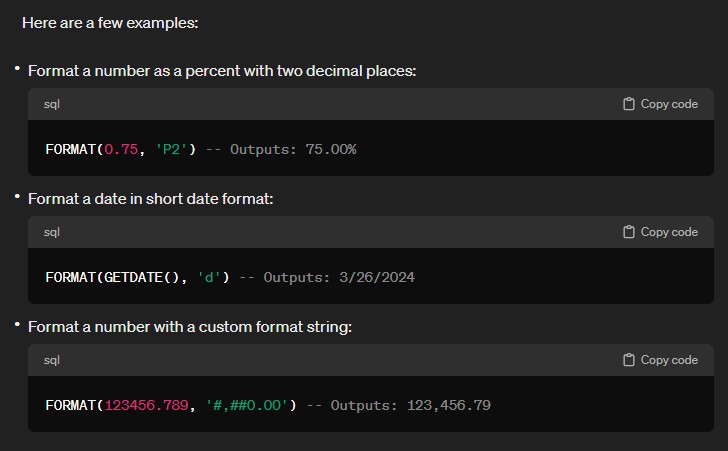 Here are a few examples:
• Format a number as a percent with two decimal places:
sql Copy code
FORMAT(0.75, 'P2') -- Outputs: 75.00%
• Format a date in short date format:
sql Copy code
FORMAT(GETDATE(), 'd') -- Outputs: 3/26/2024
• Format a number with a custom format string:
sql Copy code
FORMAT(123456.789, '#,##0.00') -- Outputs: 123,456.79